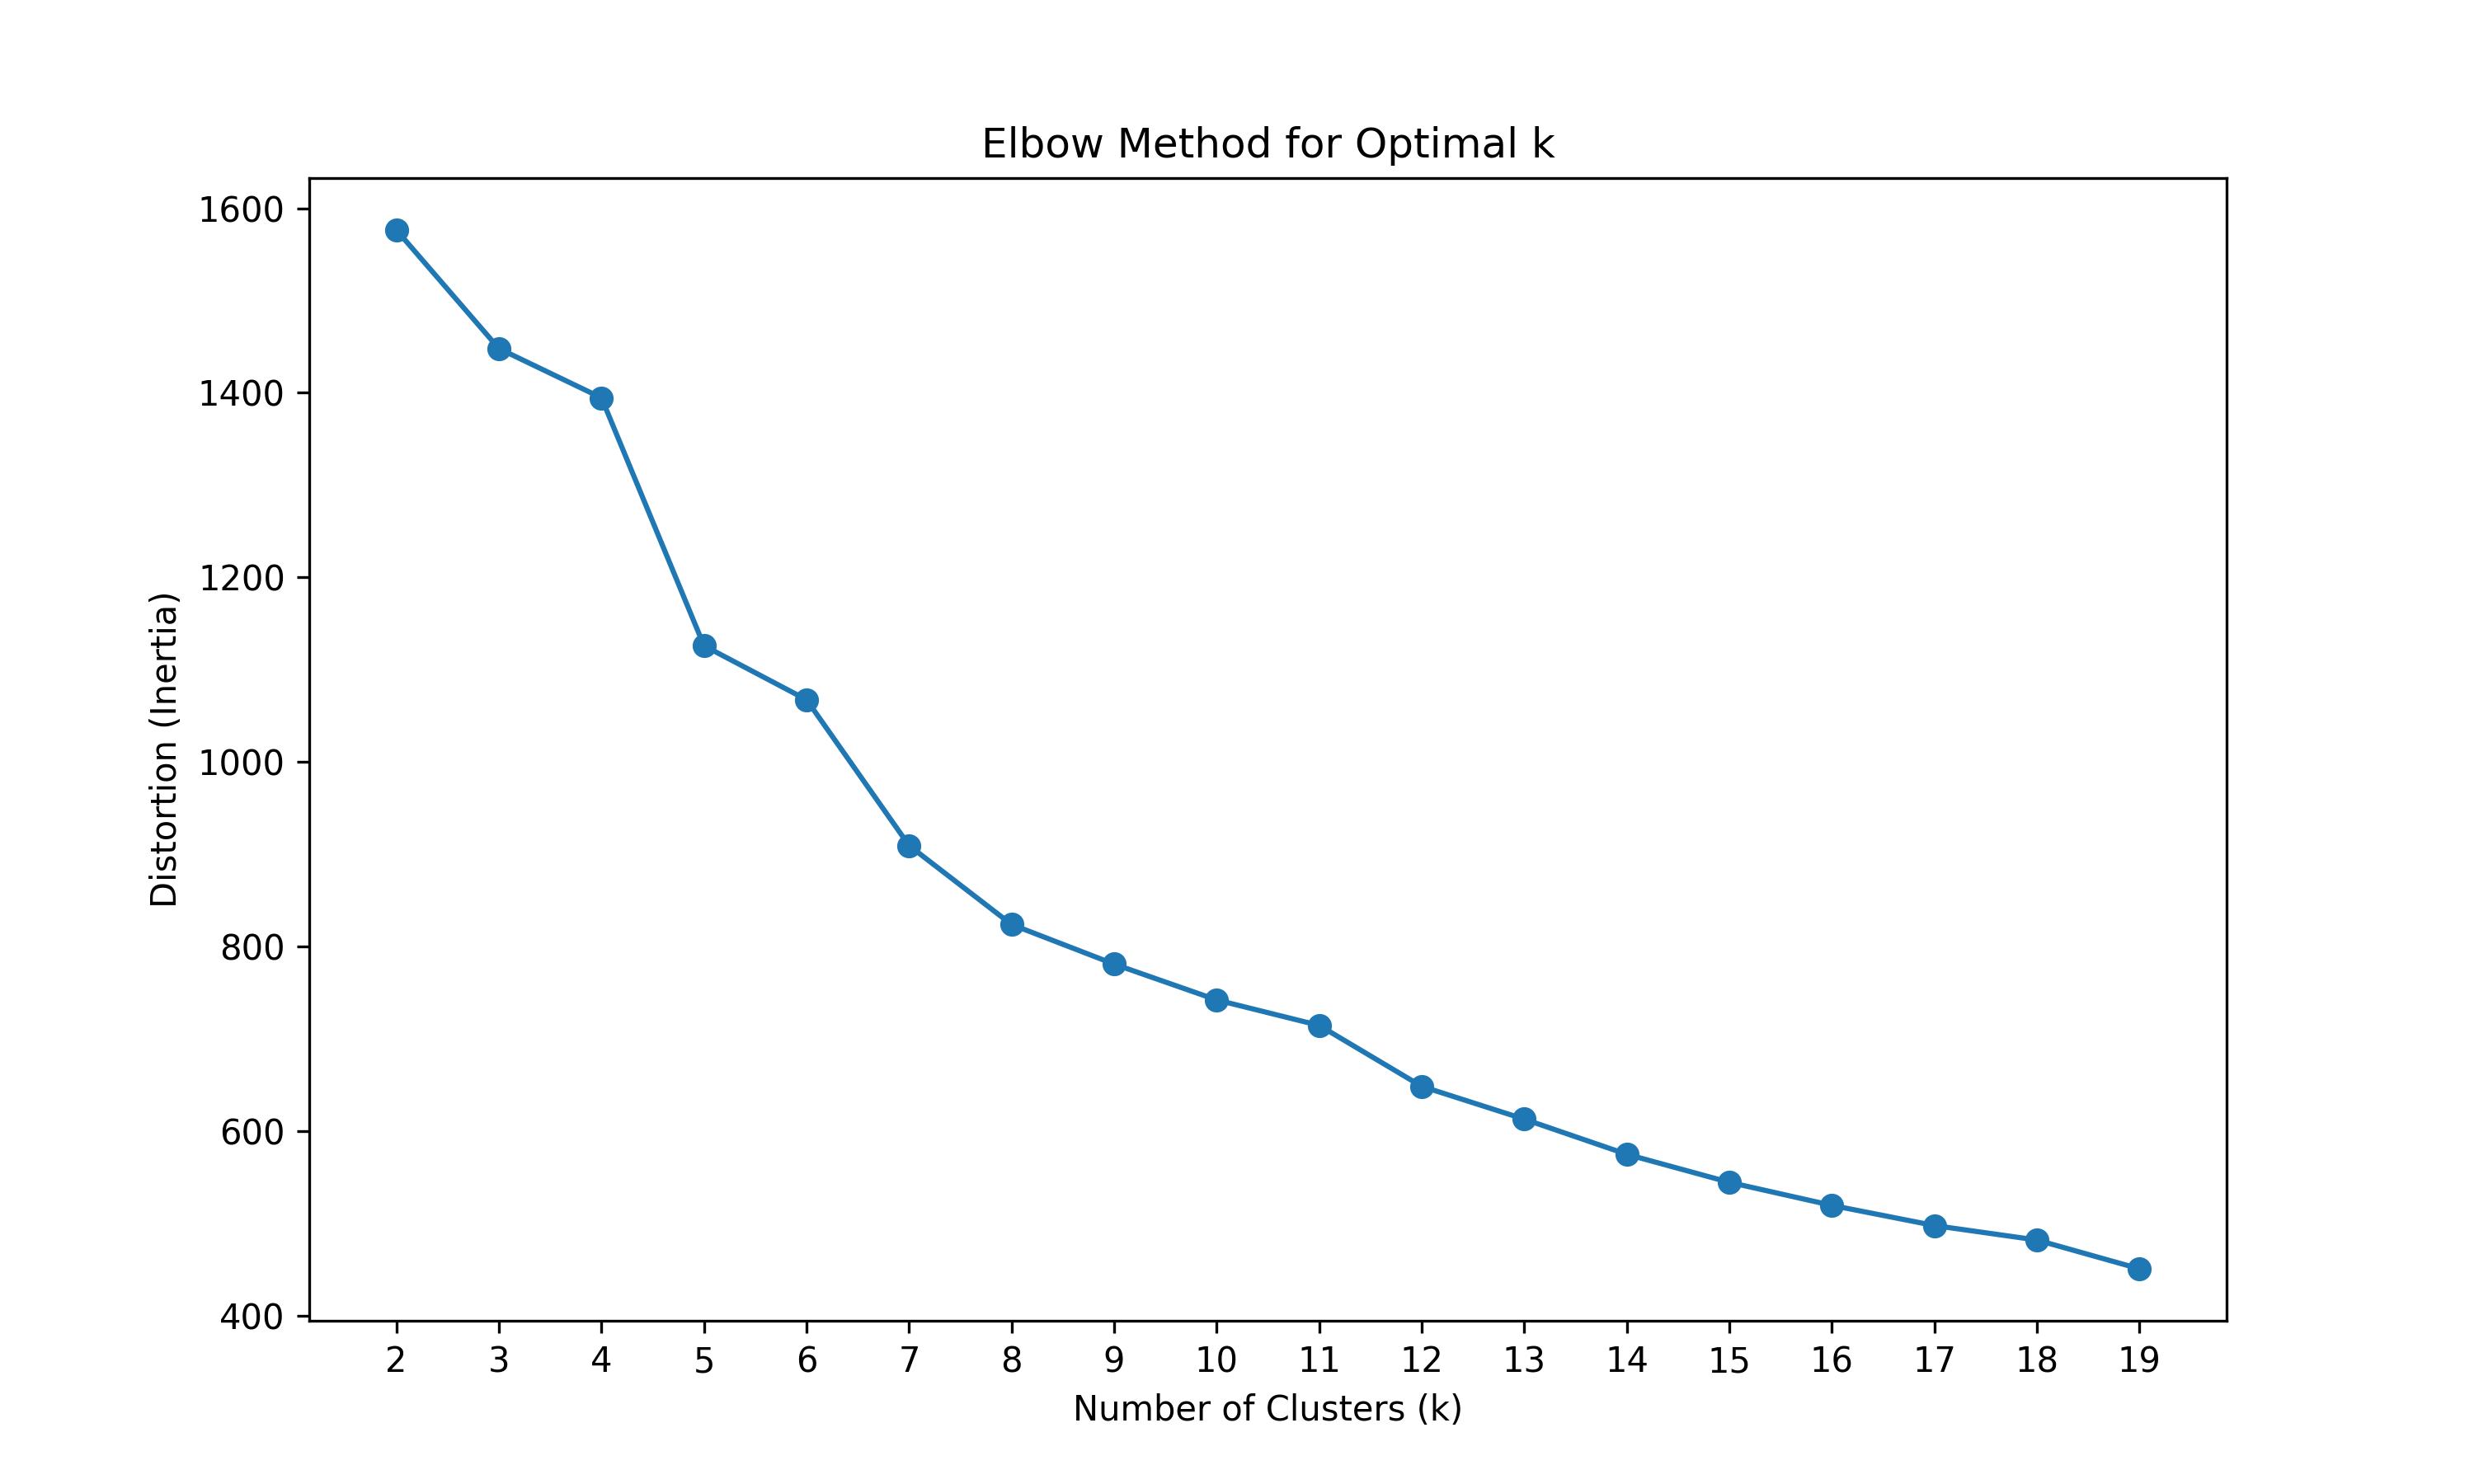 Elbow Method for Optimal k
1600
1400
1200
1000
800
600
400
Distortion (Inertia)
2 3 4 5 6 7 8 9 10 11 12 13 14 15 16 17 18 19
Number of Clusters (k)